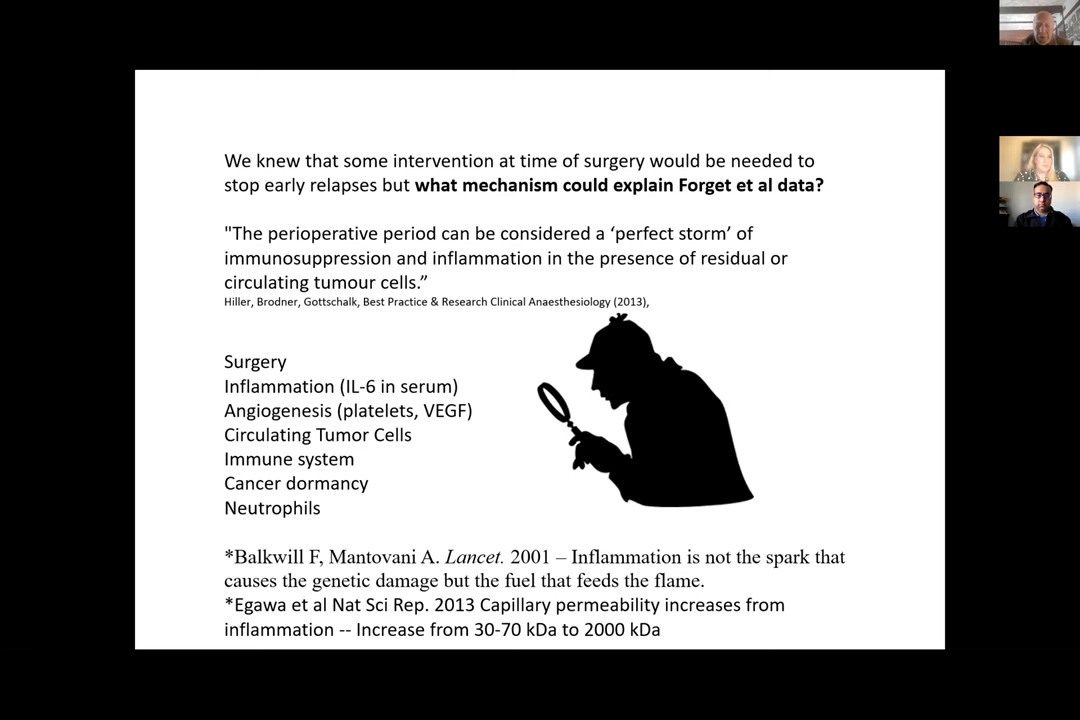 We knew that some intervention at time of surgery would be needed to
stop early relapses but what mechanism could explain Forget et al data?
"The perioperative period can be considered a ‘perfect storm’ of
immunosuppression and inflammation in the presence of residual or
circulating tumour cells.”
Hiller, Brodner, Gottschalk, Best Practice & Research Clinical Anaesthesiology (2013),
Surgery
Inflammation (IL-6 in serum)
Angiogenesis (platelets, VEGF)
Circulating Tumor Cells
Immune system
Cancer dormancy
Neutrophils
*Balkwill F, Mantovani A. Lancet. 2001 – Inflammation is not the spark that
causes the genetic damage but the fuel that feeds the flame.
*Egawa et al Nat Sci Rep. 2013 Capillary permeability increases from
inflammation -- Increase from 30-70 kDa to 2000 kDa